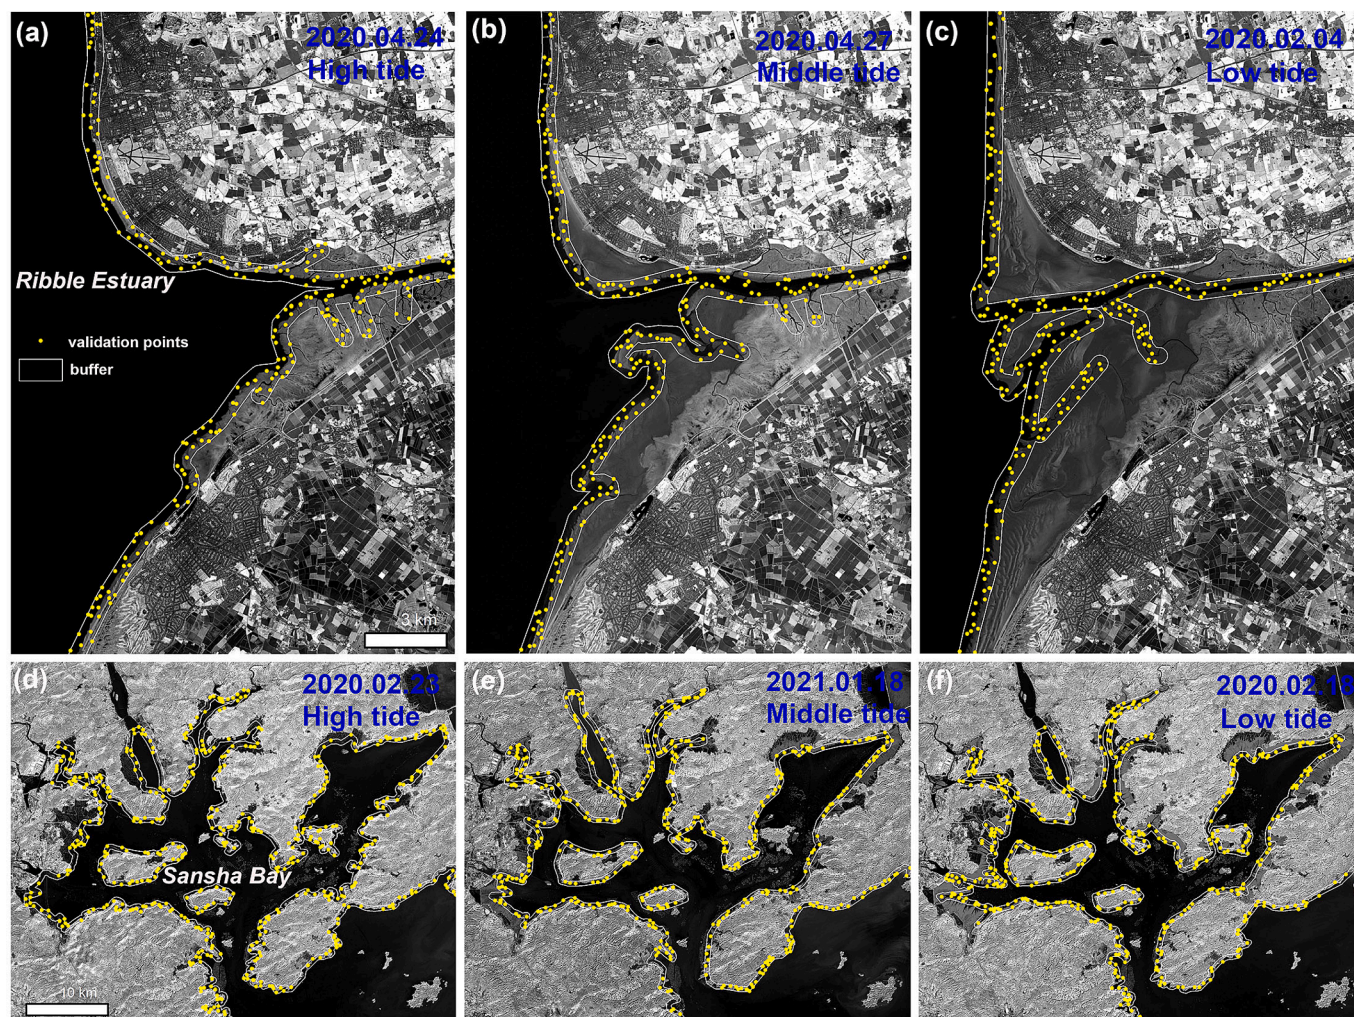 (a)
2020.04.24
High tide
Ribble Estuary
validation points
buffer
3 km
(b)
2020.04.27
Middle tide
(c)
2020.02.04
Low tide
(d)
2020.02.23
High tide
Sansha Bay
10 km
(e)
2021.01.18
Middle tide
(f)
2020.02.18
Low tide